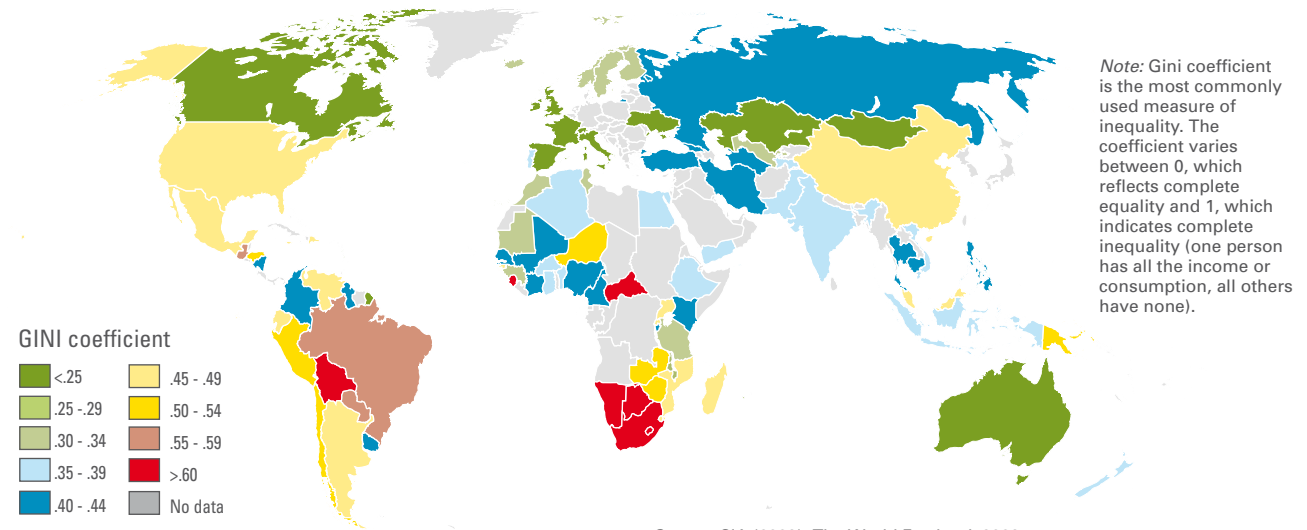 Note: Gini coefficient
is the most commonly
used measure of
inequality. The
coefficient varies
between 0, which
reflects complete
equality and 1, which
indicates complete
inequality (one person
has all the income or
consumption, all others
have none).
GINI coefficient
<.25
.25 -.29
.30 - .34
.35 - .39
.40 - .44
.45 - .49
.50 - .54
.55 - .59
>.60
No data